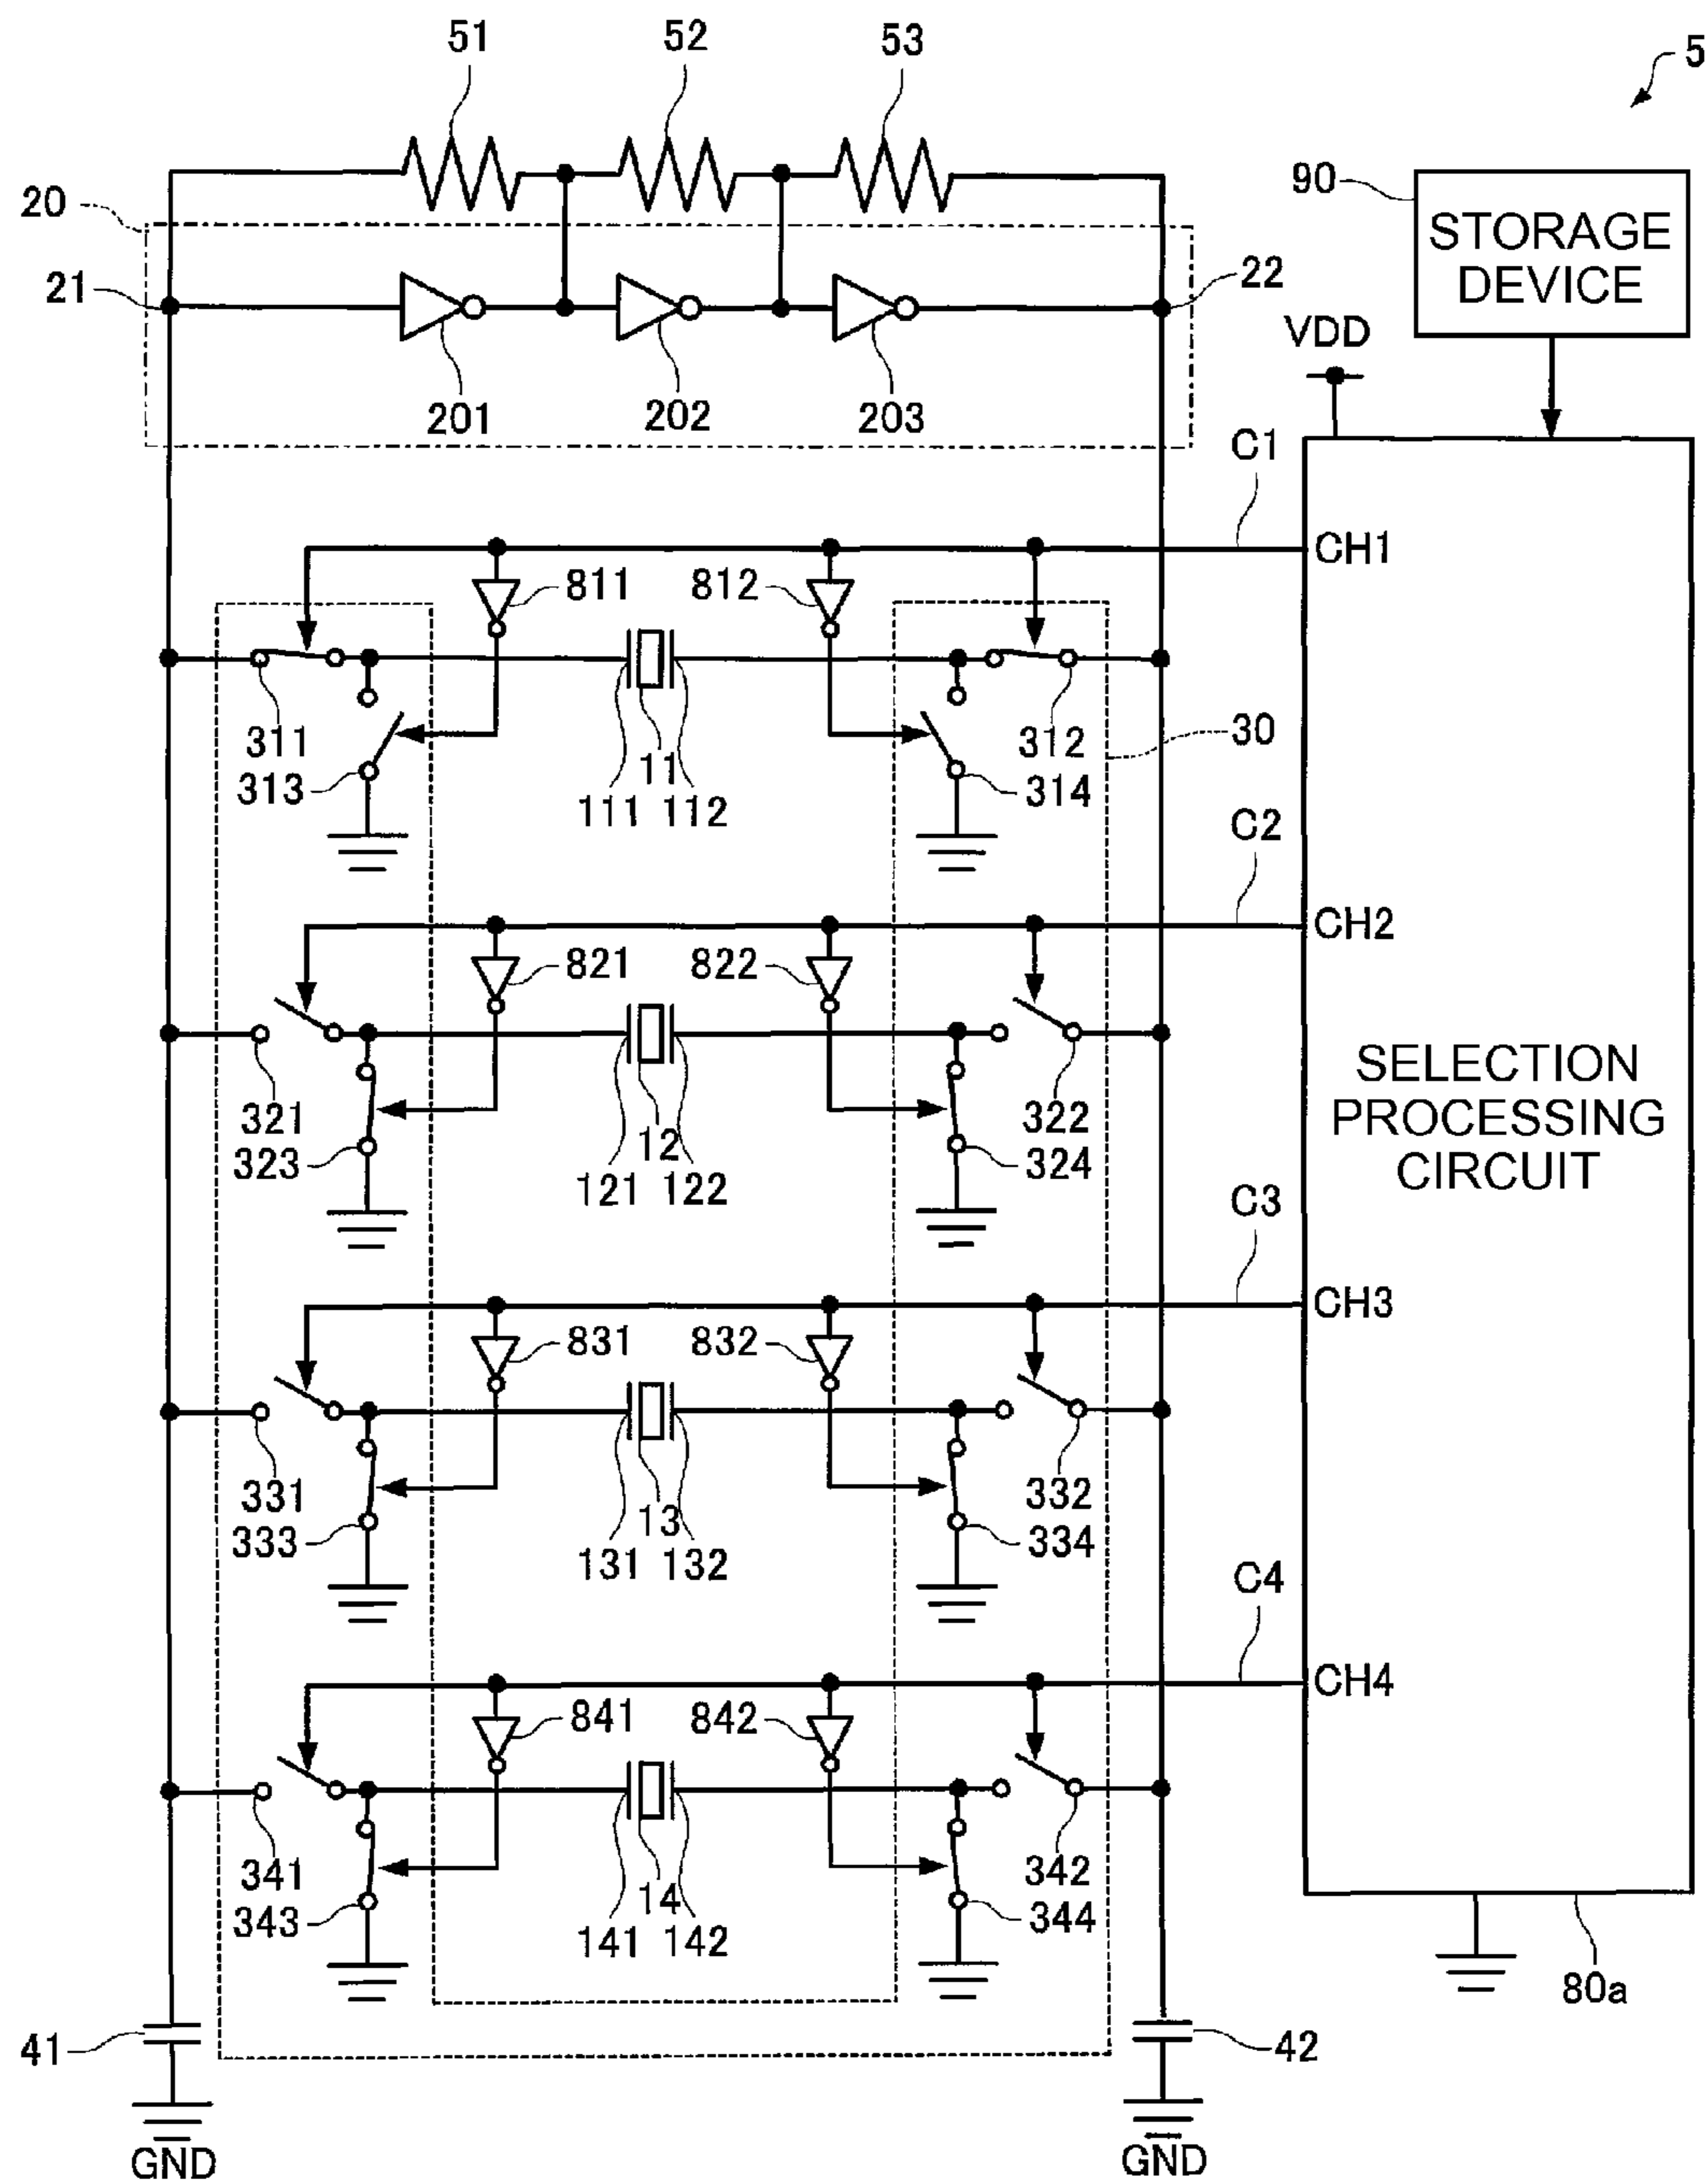 51 52 53
5
20
90
STORAGE
DEVICE
21
22
VDD
201 202 203
C1
CH1
811 812
311 312 30
313 11 314
111 112
C2
CH2
821 822
321 322
323 12 324
121 122
SELECTION
PROCESSING
CIRCUIT
C3
CH3
831 832
331 332
333 13 334
131 132
C4
CH4
841 842
341 342
343 14 344
141 142
80a
41 42
GND GND